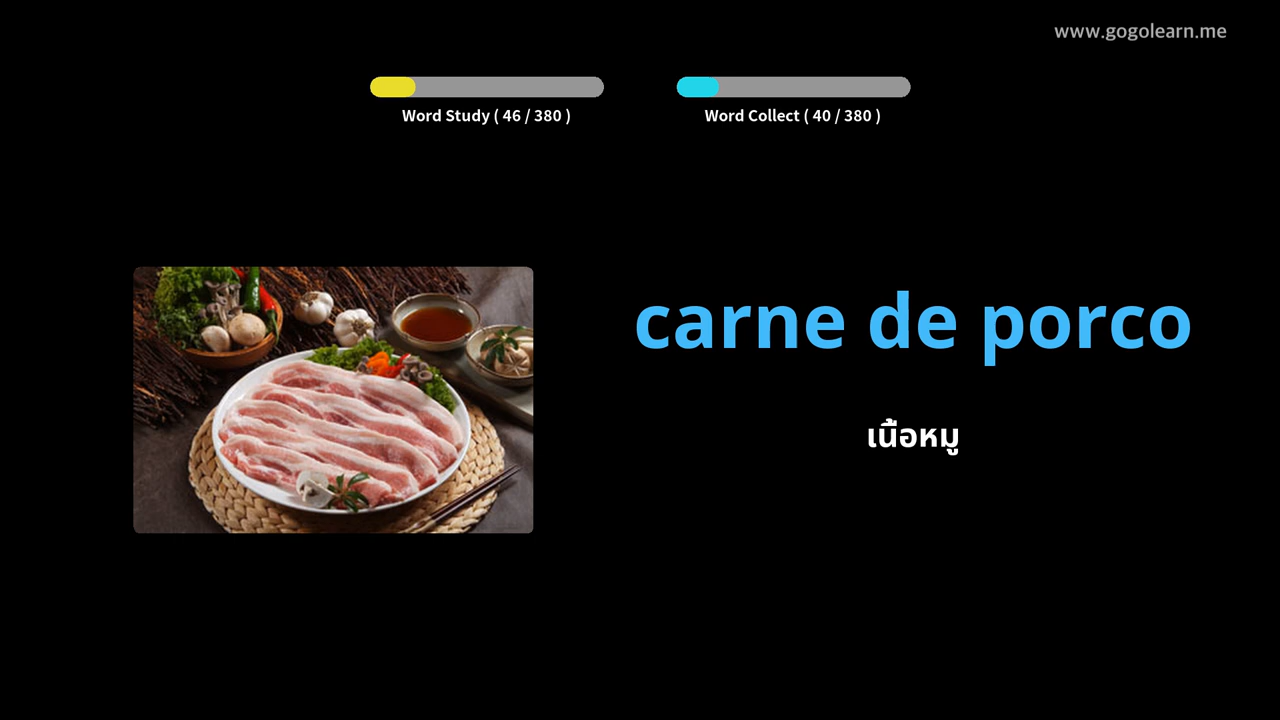 www.gogolearn.me
Word Study ( 46 / 380 )
Word Collect ( 40 / 380 )
carne de porco
เนื้อหมู